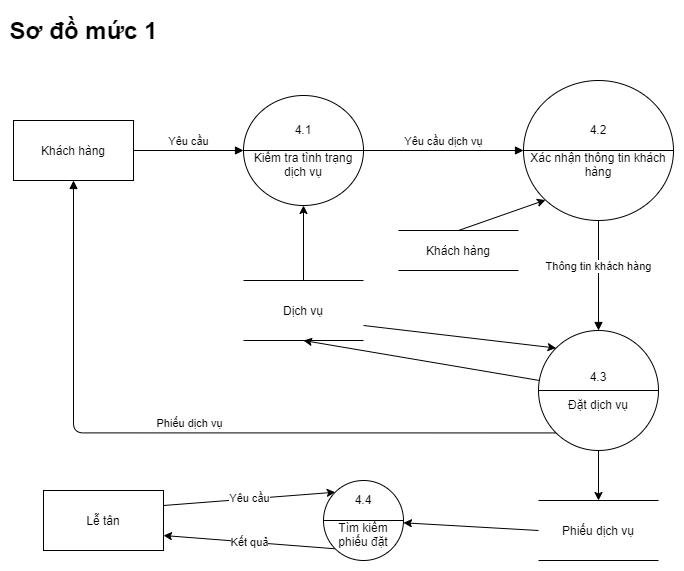 Sơ đồ mức 1
Khách hàng
Yêu cầu
4.1
Kiểm tra tình trạng
dịch vụ
Yêu cầu dịch vụ
4.2
Xác nhận thông tin khách
hàng
Khách hàng
Thông tin khách hàng
Dịch vụ
4.3
Đặt dịch vụ
Phiếu dịch vụ
Lễ tân
Yêu cầu
Kết quả
4.4
Tìm kiếm
phiếu đặt
Phiếu dịch vụ